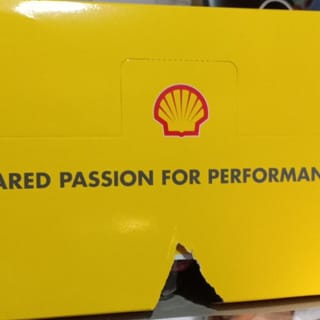 ARED PASSION FOR PERFORMAN